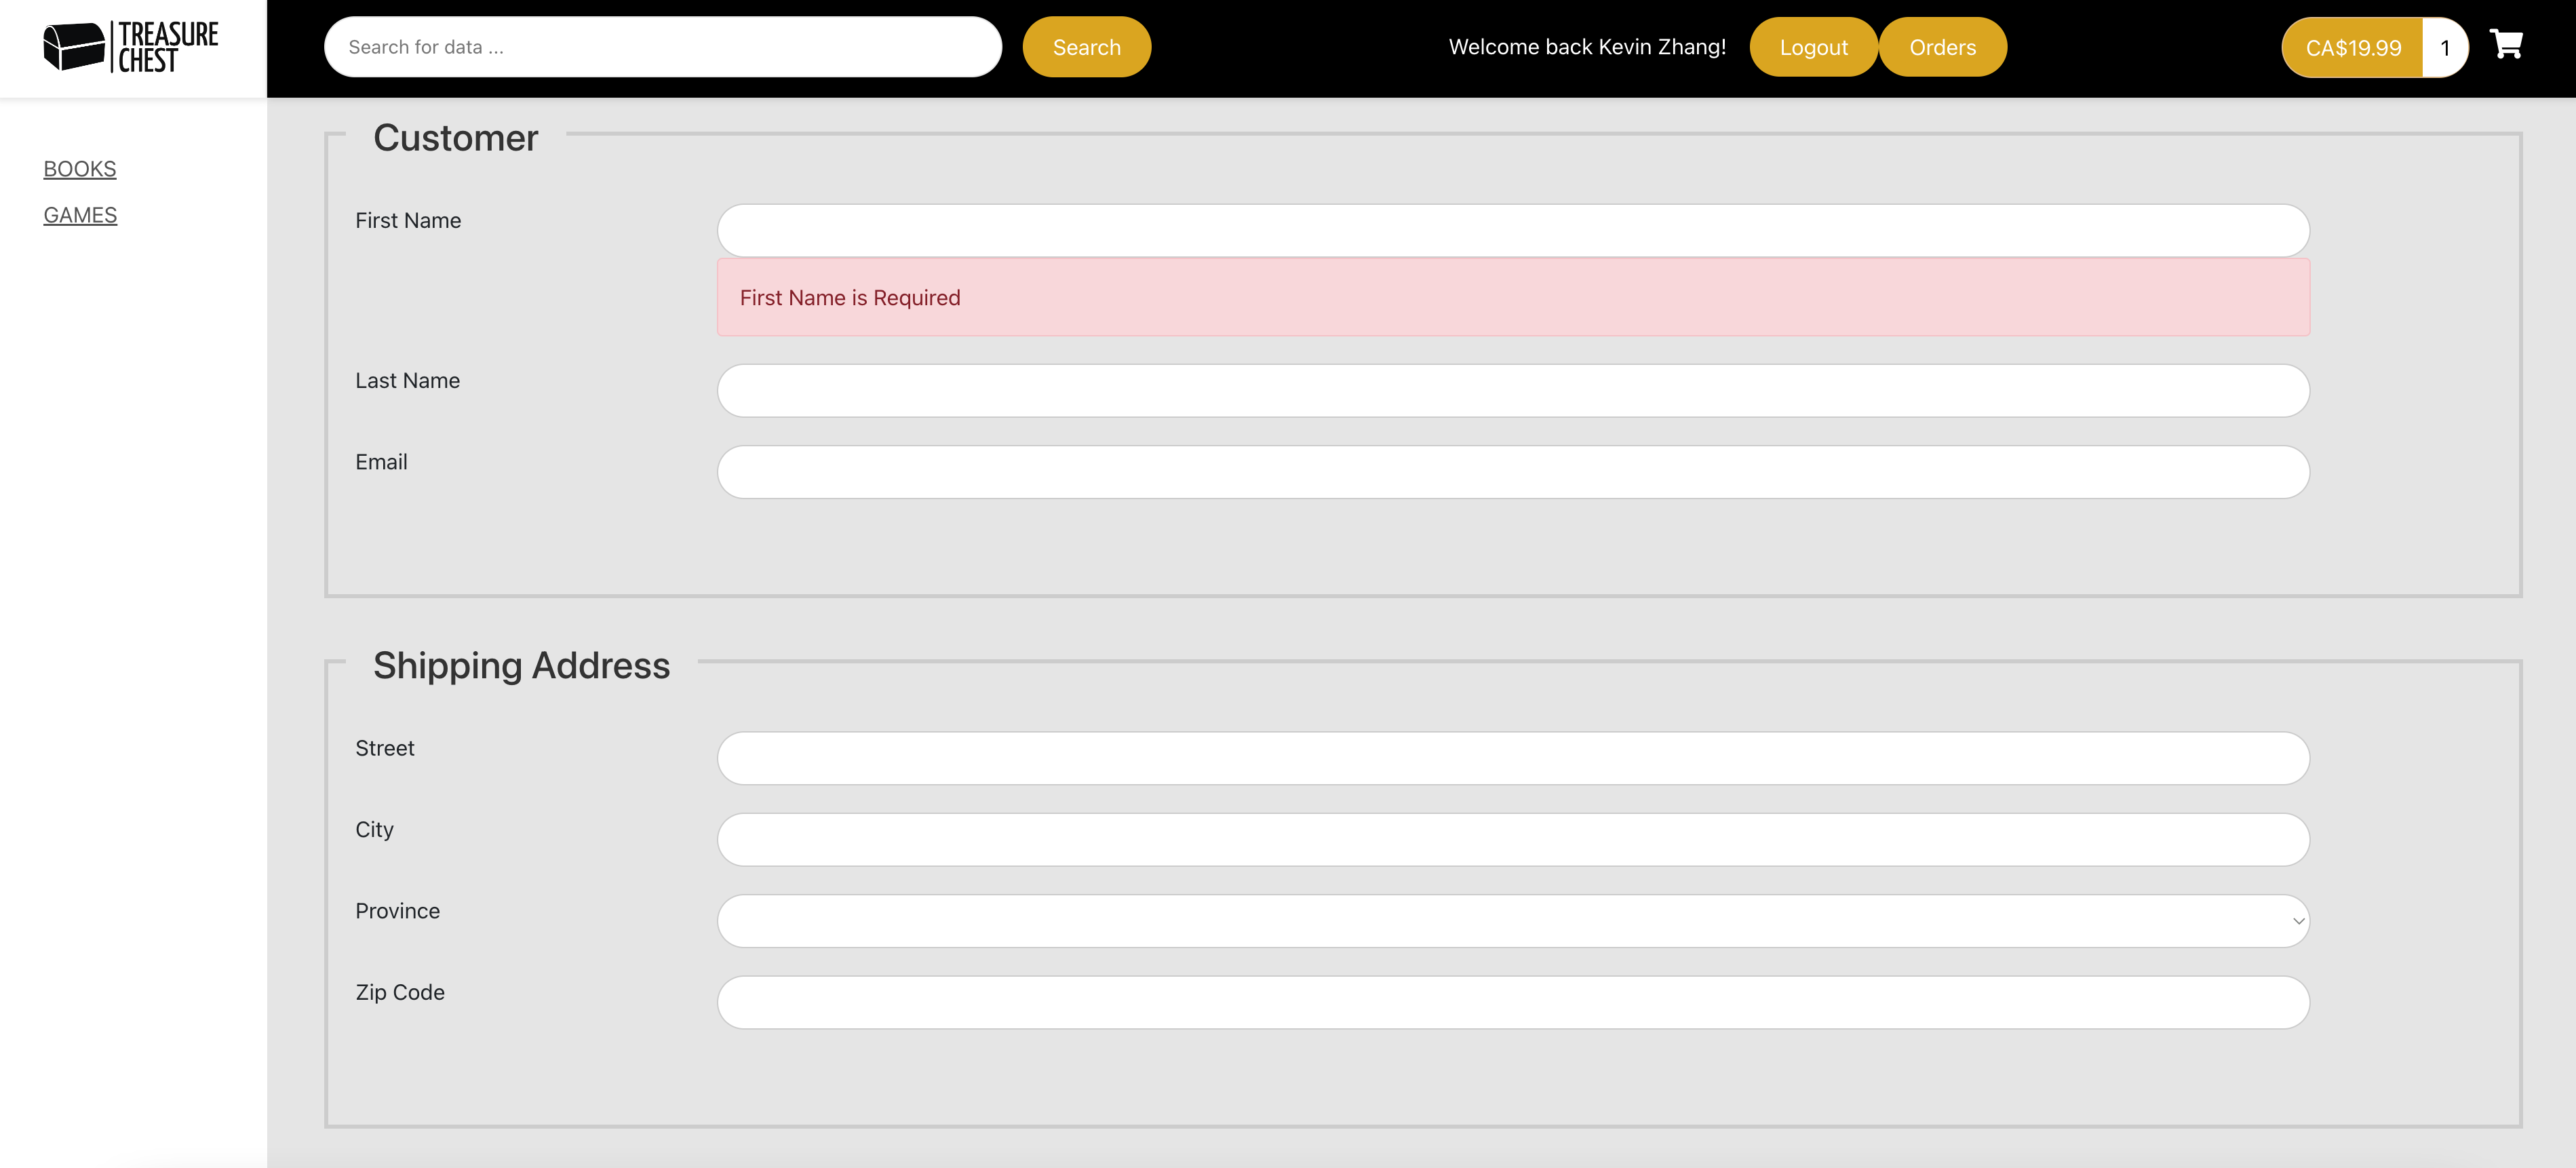 TREASURE
CHEST
Search for data ...
Search
Welcome back Kevin Zhang!
Logout
Orders
CA$19.99
1
BOOKS
GAMES
Customer
First Name
First Name is Required
Last Name
Email
Shipping Address
Street
City
Province
Zip Code